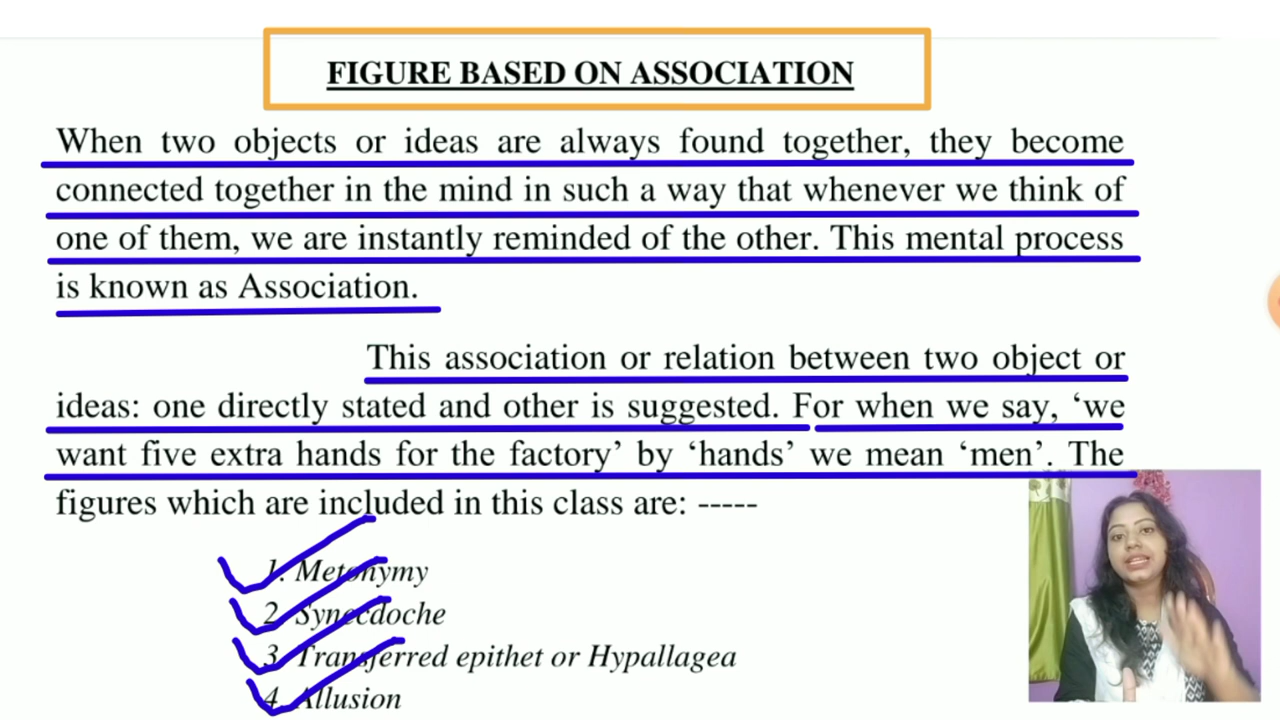 FIGURE BASED ON ASSOCIATION
When two objects or ideas are always found together, they become
connected together in the mind in such a way that whenever we think of
one of them, we are instantly reminded of the other. This mental process
is known as Association.
This association or relation between two object or
ideas: one directly stated and other is suggested. For when we say, ‘we
want five extra hands for the factory’ by ‘hands’ we mean ‘men’. The
figures which are included in this class are: -----
1. Metonymy
2. Synecdoche
3. Transferred epithet or Hypallagea
4. Allusion